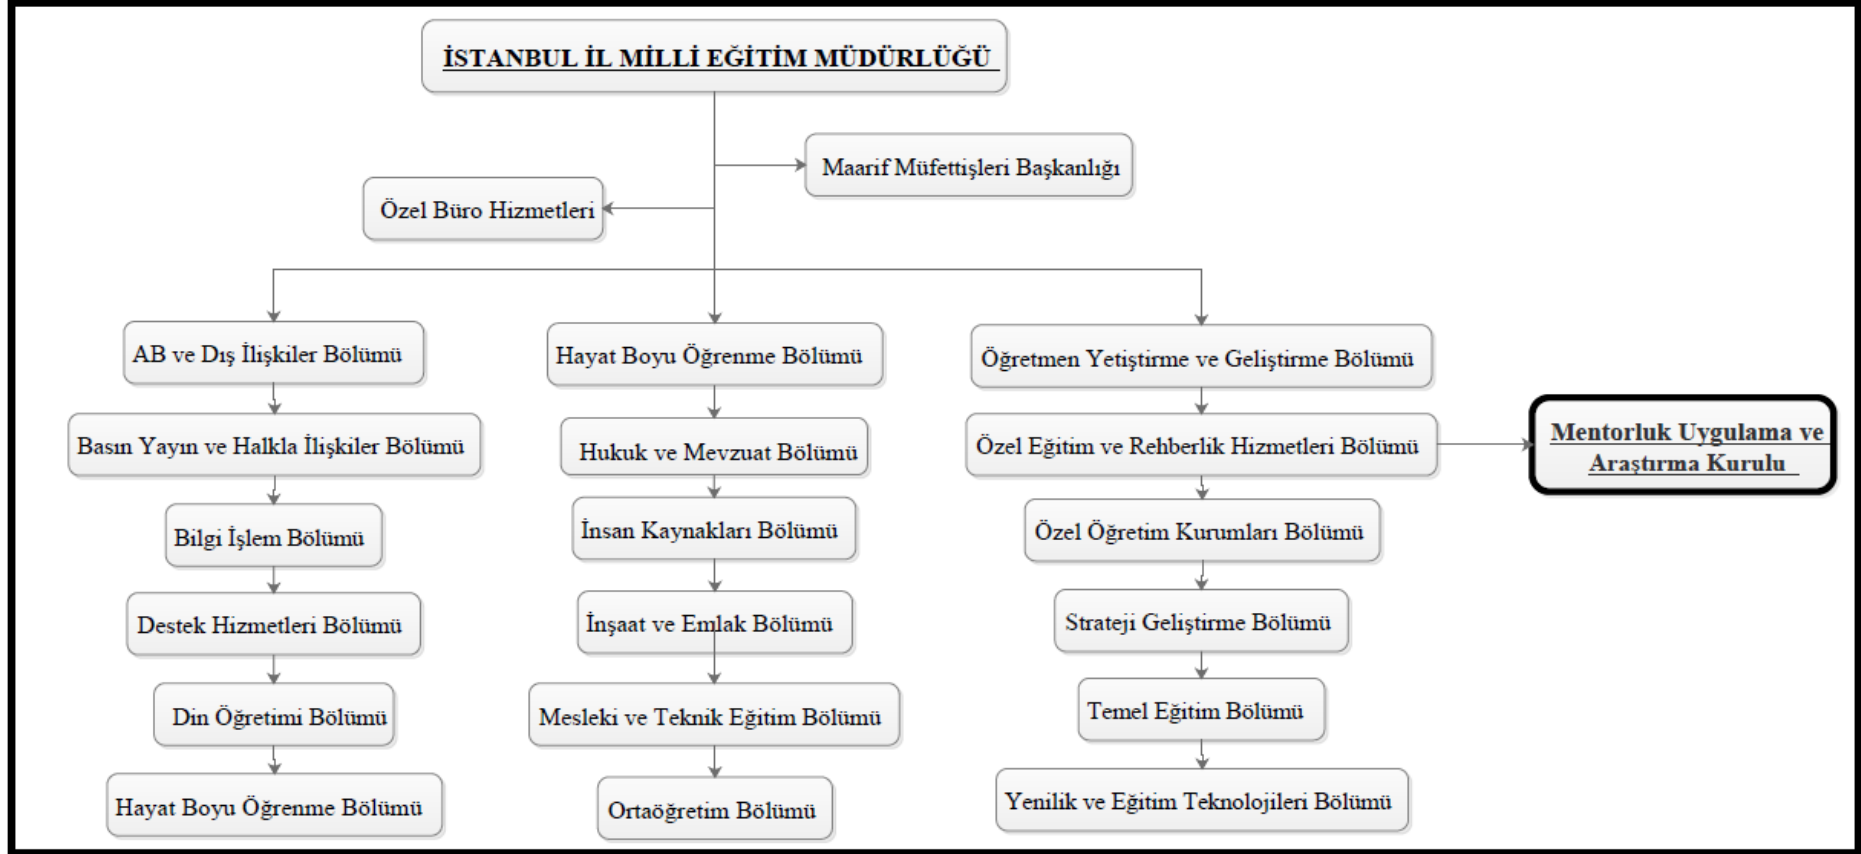 İSTANBUL İL MİLLİ EĞİTİM MÜDÜRLÜĞÜ
Maarif Müfettişleri Başkanlığı
Özel Büro Hizmetleri
AB ve Dış İlişkiler Bölümü
Basın Yayın ve Halkla İlişkiler Bölümü
Bilgi İşlem Bölümü
Destek Hizmetleri Bölümü
Din Öğretimi Bölümü
Hayat Boyu Öğrenme Bölümü
Hayat Boyu Öğrenme Bölümü
Hukuk ve Mevzuat Bölümü
İnsan Kaynakları Bölümü
İnşaat ve Emlak Bölümü
Mesleki ve Teknik Eğitim Bölümü
Ortaöğretim Bölümü
Öğretmen Yetiştirme ve Geliştirme Bölümü
Özel Eğitim ve Rehberlik Hizmetleri Bölümü
Özel Öğretim Kurumları Bölümü
Strateji Geliştirme Bölümü
Temel Eğitim Bölümü
Yenilik ve Eğitim Teknolojileri Bölümü
Mentorluk Uygulama ve
Araştırma Kurulu